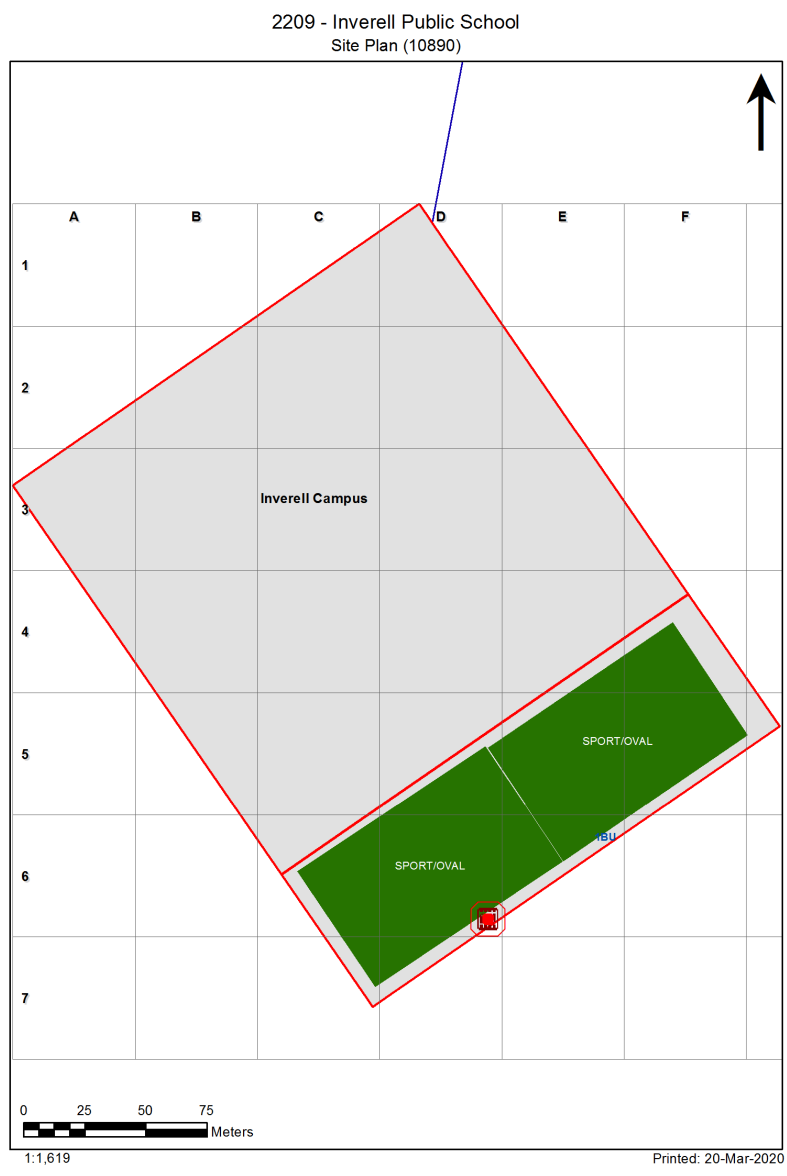 2209 - Inverell Public School
Site Plan (10890)
A B C D E F
1
2
Inverell Campus
3
4
SPORT/OVAL
5
IBU
SPORT/OVAL
6
7
0 25 50 75
Meters
1:1,619
Printed: 20-Mar-2020